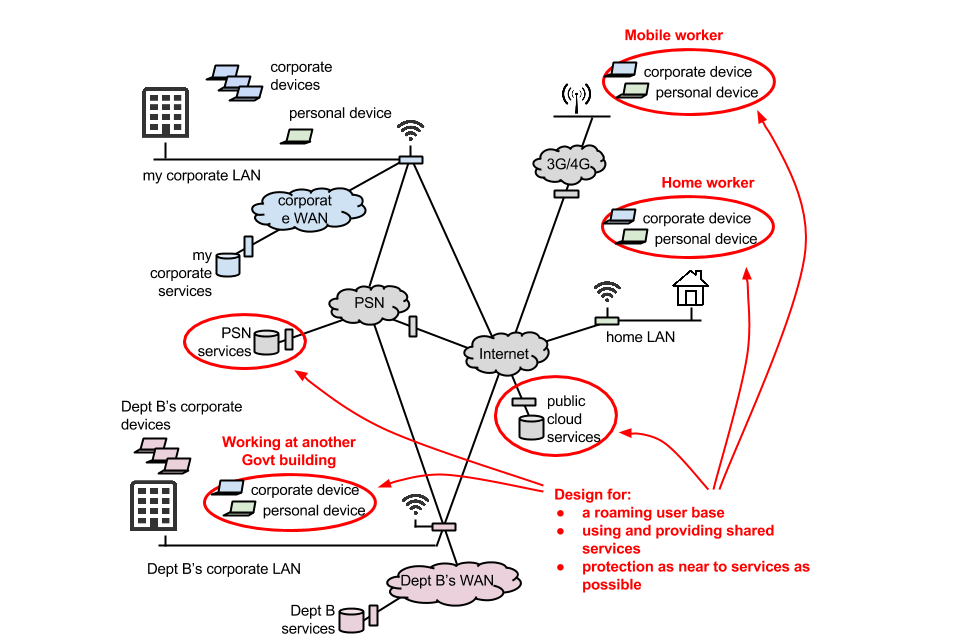 Mobile worker
corporate device
personal device
corporate
devices
personal device
my corporate LAN
3G/4G
Home worker
corporate device
personal device
corporat
e WAN
my
corporate
services
PSN
PSN
services
Internet
home LAN
public
cloud
services
Dept B's corporate
devices
Working at another
Govt building
corporate device
personal device
Dept B's corporate LAN
Dept B's WAN
Dept B
services
Design for:
● a roaming user base
● using and providing shared
services
● protection as near to services as
possible